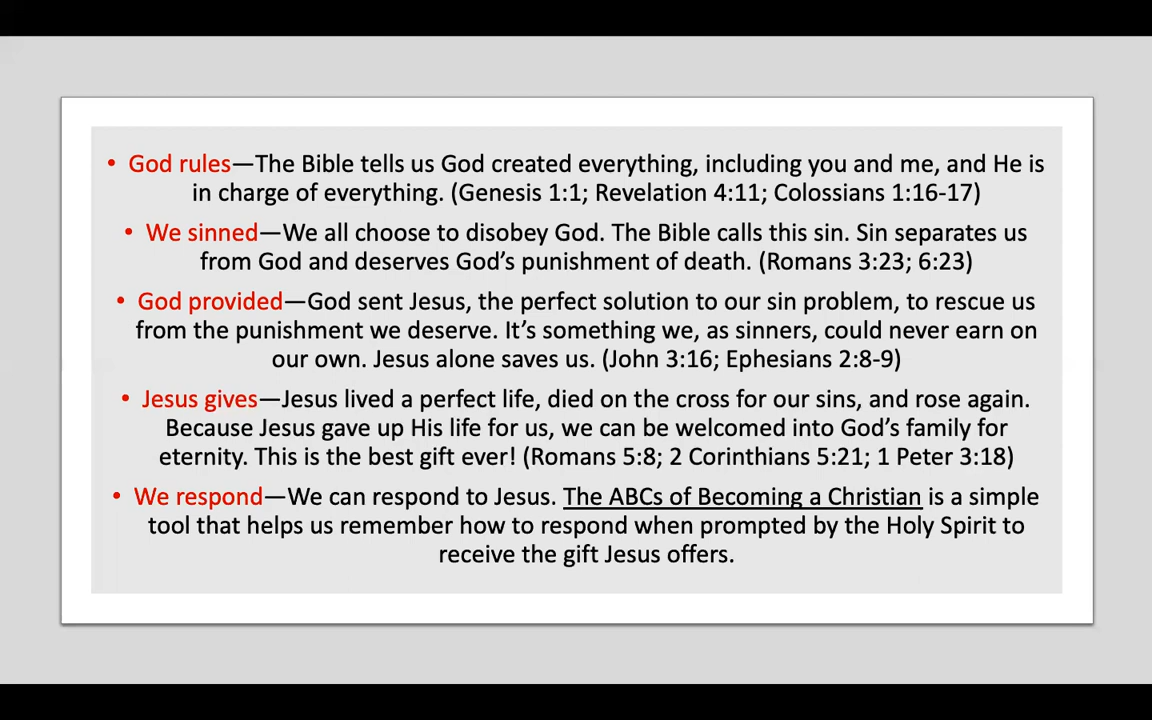 • God rules—The Bible tells us God created everything, including you and me, and He is
in charge of everything. (Genesis 1:1; Revelation 4:11; Colossians 1:16-17)
• We sinned—We all choose to disobey God. The Bible calls this sin. Sin separates us
from God and deserves God’s punishment of death. (Romans 3:23; 6:23)
• God provided—God sent Jesus, the perfect solution to our sin problem, to rescue us
from the punishment we deserve. It’s something we, as sinners, could never earn on
our own. Jesus alone saves us. (John 3:16; Ephesians 2:8-9)
• Jesus gives—Jesus lived a perfect life, died on the cross for our sins, and rose again.
Because Jesus gave up His life for us, we can be welcomed into God’s family for
eternity. This is the best gift ever! (Romans 5:8; 2 Corinthians 5:21; 1 Peter 3:18)
• We respond—We can respond to Jesus. The ABCs of Becoming a Christian is a simple
tool that helps us remember how to respond when prompted by the Holy Spirit to
receive the gift Jesus offers.